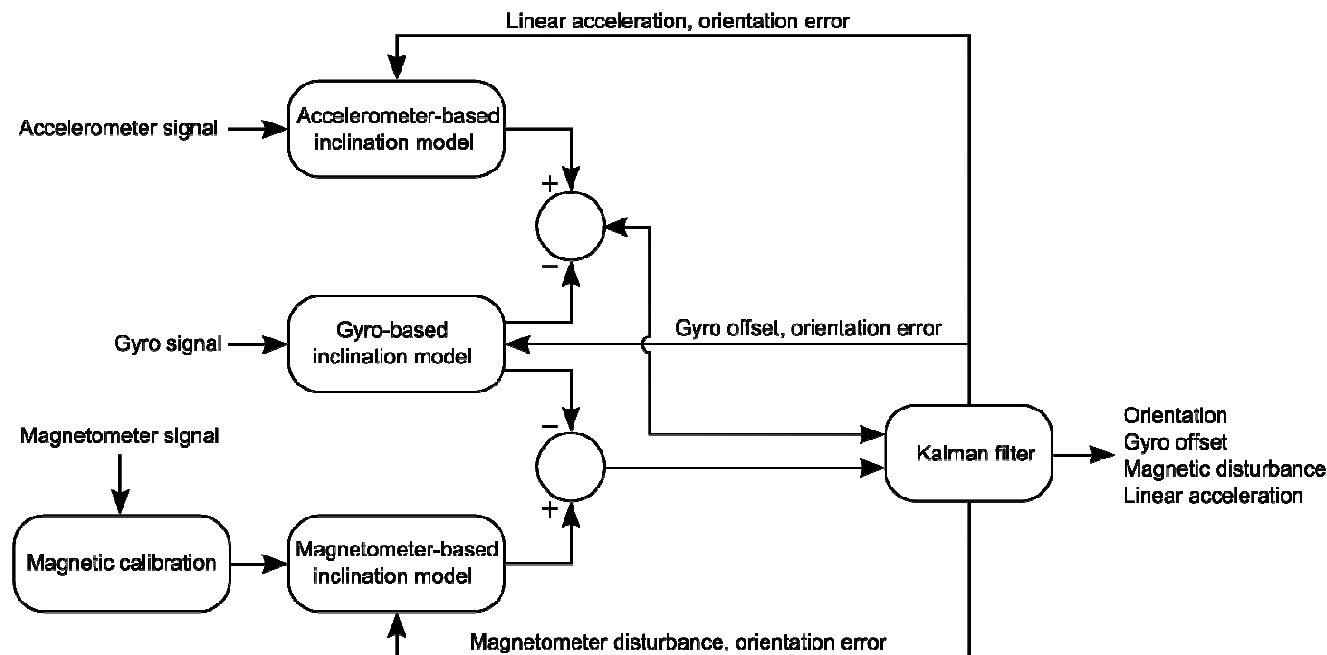 Linear acceleration, orientation error
Accelerometer signal
Accelerometer-based
inclination model
+
−
Gyro signal
Gyro-based
inclination model
Gyro offset, orientation error
Magnetometer signal
−
+
Kalman filter
Orientation
Gyro offset
Magnetic disturbance
Linear acceleration
Magnetic calibration
Magnetometer-based
inclination model
Magnetometer disturbance, orientation error